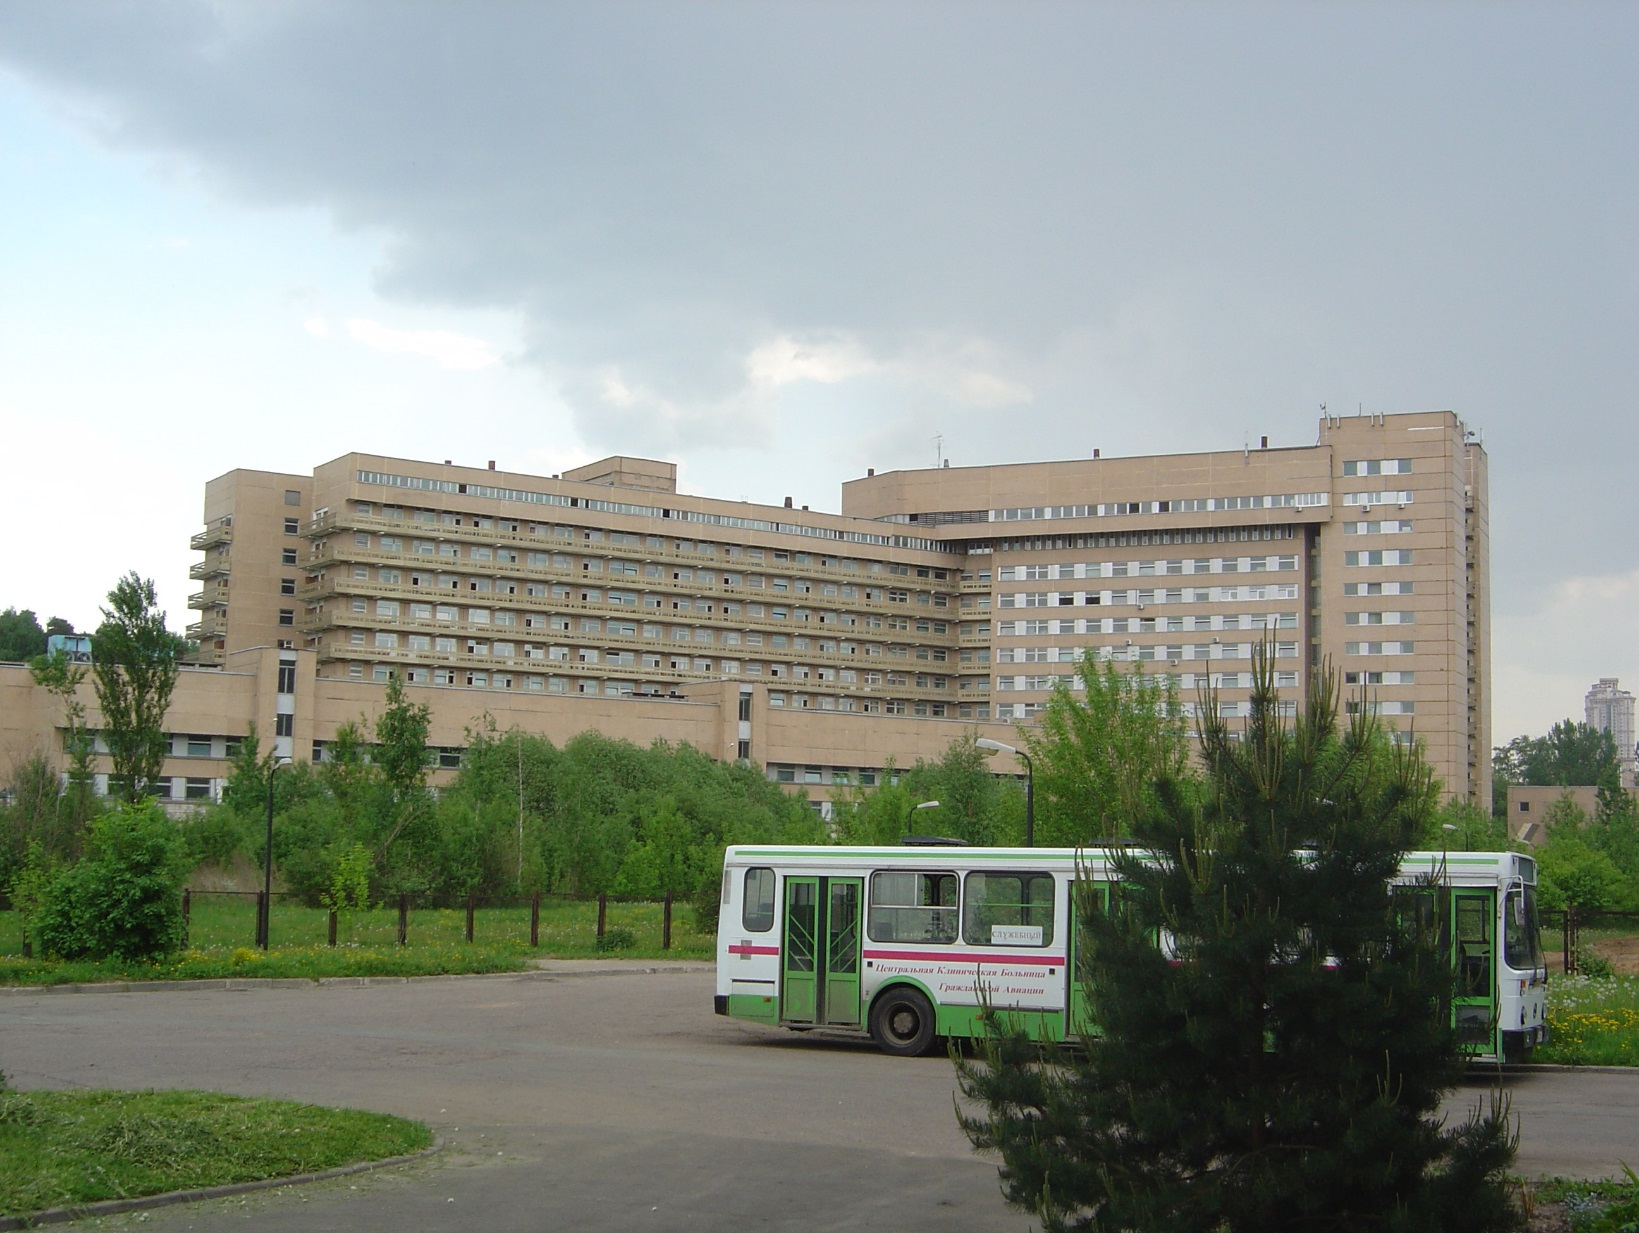 СЛУЖЕБНЫЙ
Центральная Клиническая Больница
Гражданской Авиации